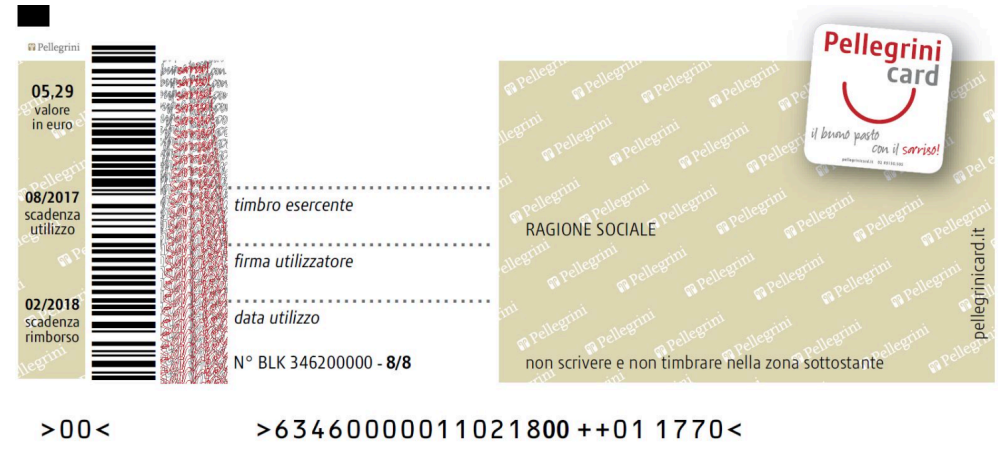 Pellegrini
05,29
valore
in euro
08/2017
scadenza
utilizzo
02/2018
scadenza
rimborso
timbro esercente
firma utilizzatore
data utilizzo
N° BLK 346200000 - 8/8
Pellegrini
card
il buono pasto
con il sorriso!
RAGIONE SOCIALE
pellegrinicard.it
non scrivere e non timbrare nella zona sottostante
>00<
>63460000011021800 ++01 1770<